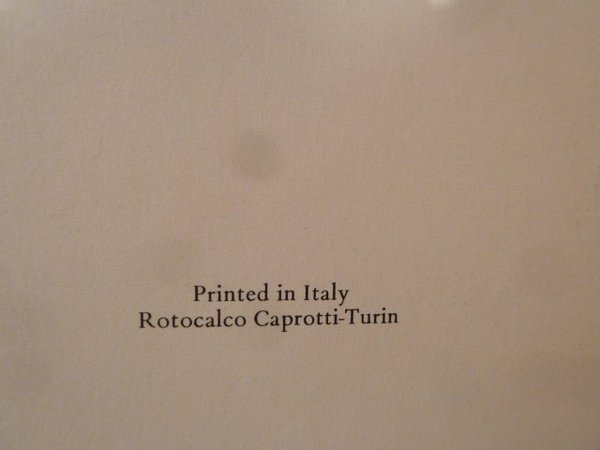 Printed in Italy
Rotocalco Caprotti-Turin